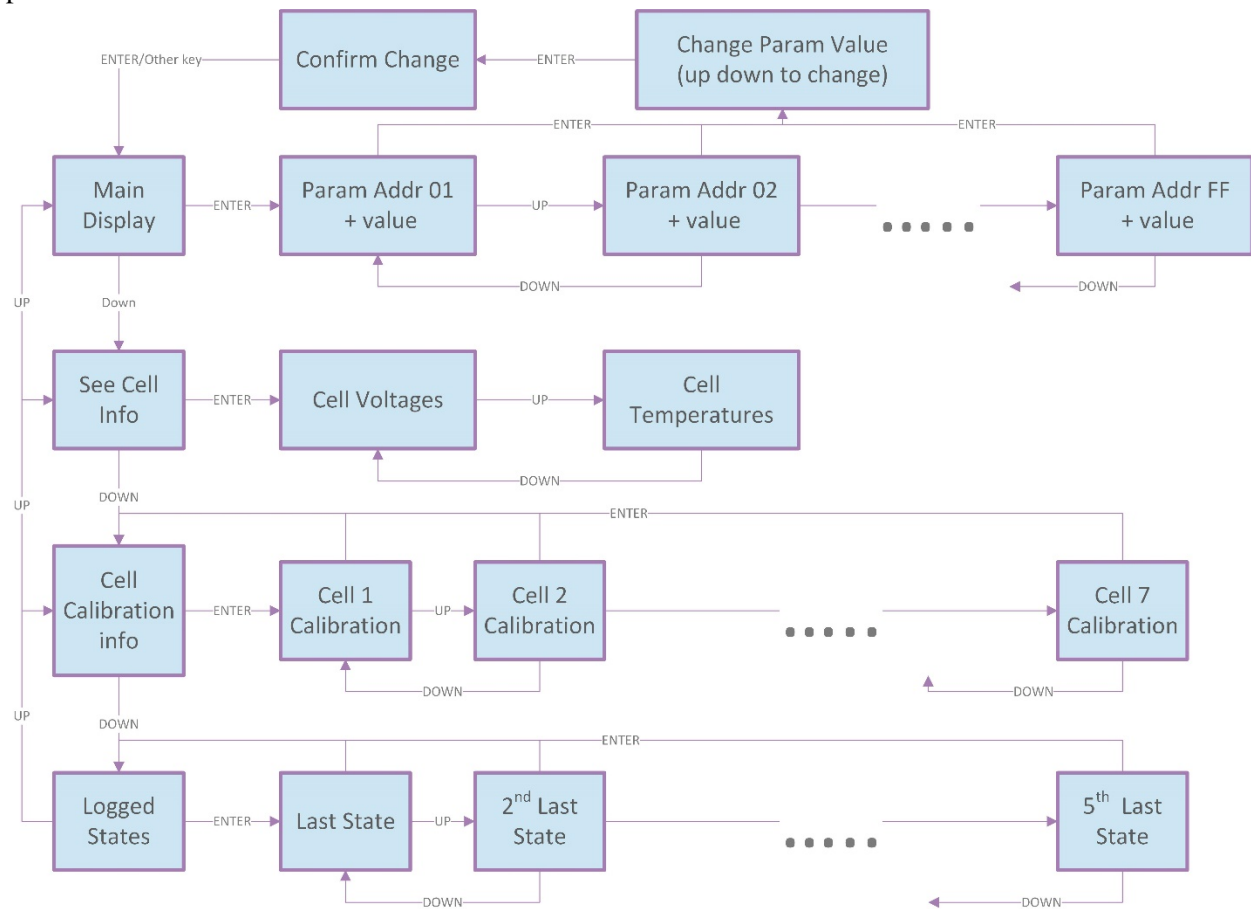 ENTER/Other key
Confirm Change
ENTER
Change Param Value
(up down to change)
ENTER
ENTER
Main
Display
ENTER
Param Addr 01
+ value
UP
Param Addr 02
+ value
Param Addr FF
+ value
DOWN
DOWN
UP
Down
See Cell
Info
ENTER
Cell Voltages
UP
Cell
Temperatures
DOWN
UP
DOWN
ENTER
Cell
Calibration
info
ENTER
Cell 1
Calibration
UP
Cell 2
Calibration
Cell 7
Calibration
DOWN
DOWN
UP
DOWN
ENTER
Logged
States
ENTER
Last State
UP
2nd Last
State
5th Last
State
DOWN
DOWN